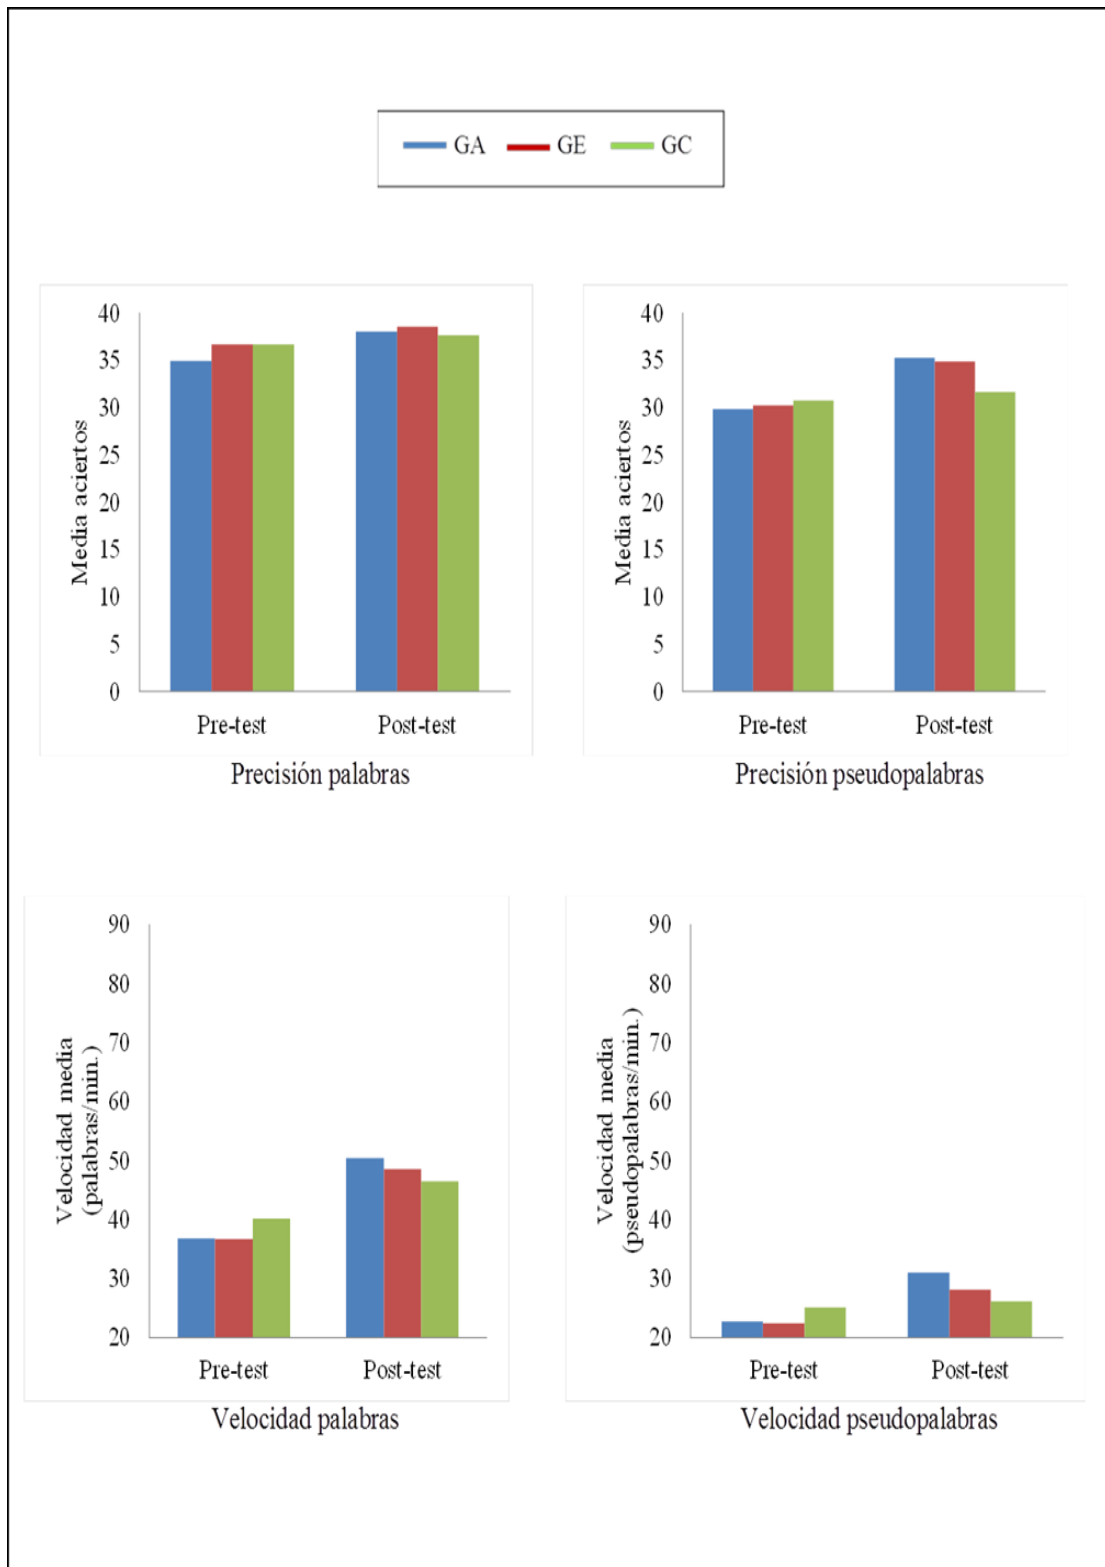 GA GE GC
40
35
30
25
20
15
10
5
0
Media aciertos
Pre-test Post-test
Precisión palabras
40
35
30
25
20
15
10
5
0
Media aciertos
Pre-test Post-test
Precisión pseudopalabras
90
80
70
60
50
40
30
20
Velocidad media
(palabras/min.)
Pre-test Post-test
Velocidad palabras
90
80
70
60
50
40
30
20
Velocidad media
(pseudopalabras/min.)
Pre-test Post-test
Velocidad pseudopalabras